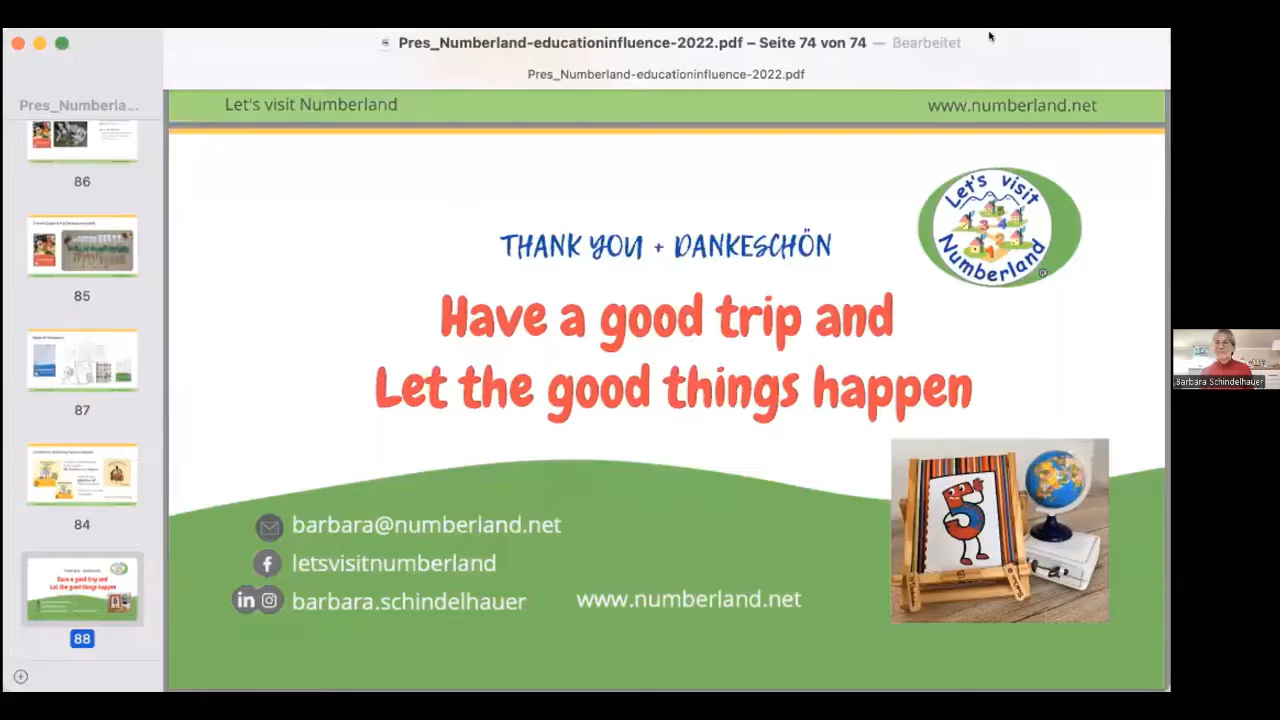 Pres_Numberland-educationinfluence-2022.pdf – Seite 74 von 74 — Bearbeitet
Pres_Numberland-educationinfluence-2022.pdf
Pres_Numberla...
86
85
87
84
88
Let's visit Numberland
www.numberland.net
Let's visit
Numberland
THANK YOU + DANKESCHÖN
Have a good trip and
Let the good things happen
barbara@numberland.net
letsvisitnumberland
barbara.schindelhauer
www.numberland.net
5
Barbara Schindelhauer